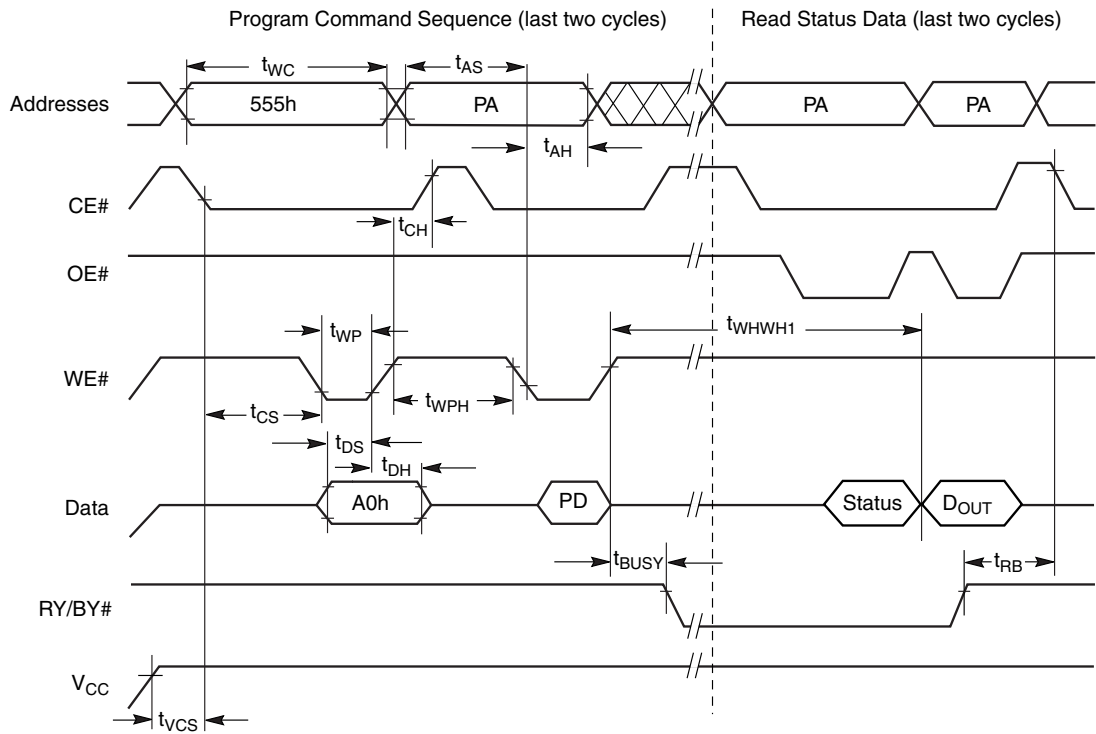 Program Command Sequence (last two cycles)
Read Status Data (last two cycles)
tWC
tAS
Addresses
555h
PA
PA
PA
tAH
CE#
tCH
OE#
tWP
tWHWH1
WE#
tCS
tWPH
tDS
tDH
Data
A0h
PD
Status
DOUT
tBUSY
tRB
RY/BY#
VCC
tVCS